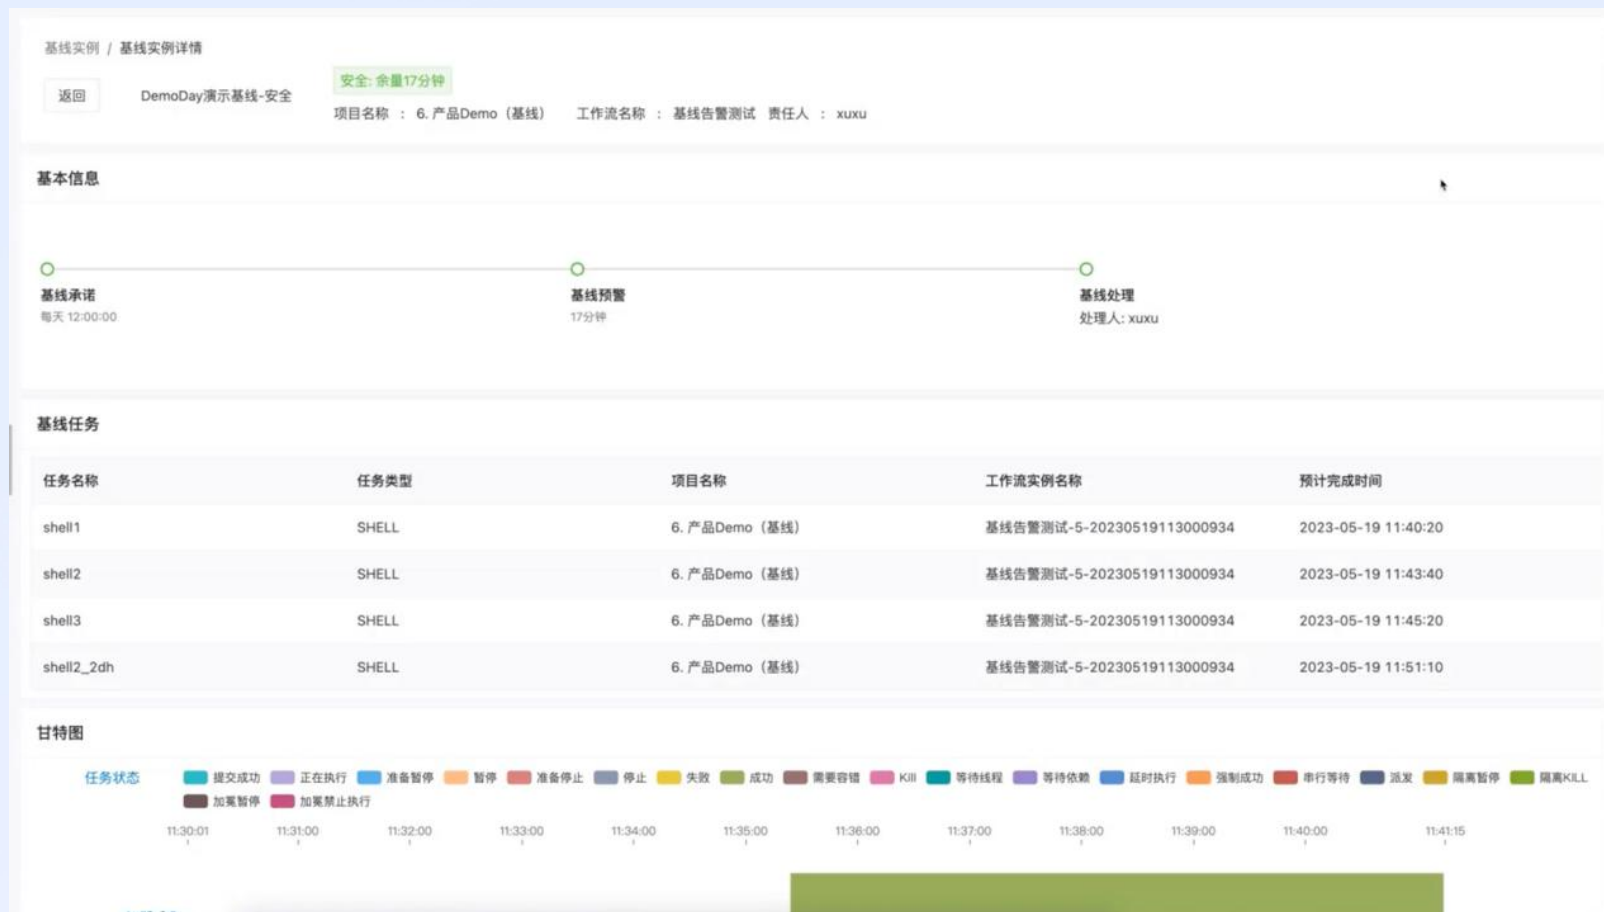 基线实例 / 基线实例详情
返回 DemoDay演示基线-安全
安全: 余量17分钟
项目名称 : 6. 产品Demo（基线） 工作流名称 : 基线告警测试 责任人 : xuxu
基本信息
基线承诺 基线预警 基线处理
每天 12:00:00 17分钟 处理人: xuxu
基线任务
任务名称 任务类型 项目名称 工作流实例名称 预计完成时间
shell1 SHELL 6. 产品Demo（基线） 基线告警测试-5-20230519113000934 2023-05-19 11:40:20
shell2 SHELL 6. 产品Demo（基线） 基线告警测试-5-20230519113000934 2023-05-19 11:43:40
shell3 SHELL 6. 产品Demo（基线） 基线告警测试-5-20230519113000934 2023-05-19 11:45:20
shell2_2dh SHELL 6. 产品Demo（基线） 基线告警测试-5-20230519113000934 2023-05-19 11:51:10
甘特图
任务状态 提交成功 正在执行 准备暂停 暂停 准备停止 停止 失败 成功 需要容错 Kill 等待线程 等待依赖 延时执行 强制成功 串行等待 派发 隔离暂停 隔离KILL
加冕暂停 加冕禁止执行
11:30:01 11:31:00 11:32:00 11:33:00 11:34:00 11:35:00 11:36:00 11:37:00 11:38:00 11:39:00 11:40:00 11:41:15